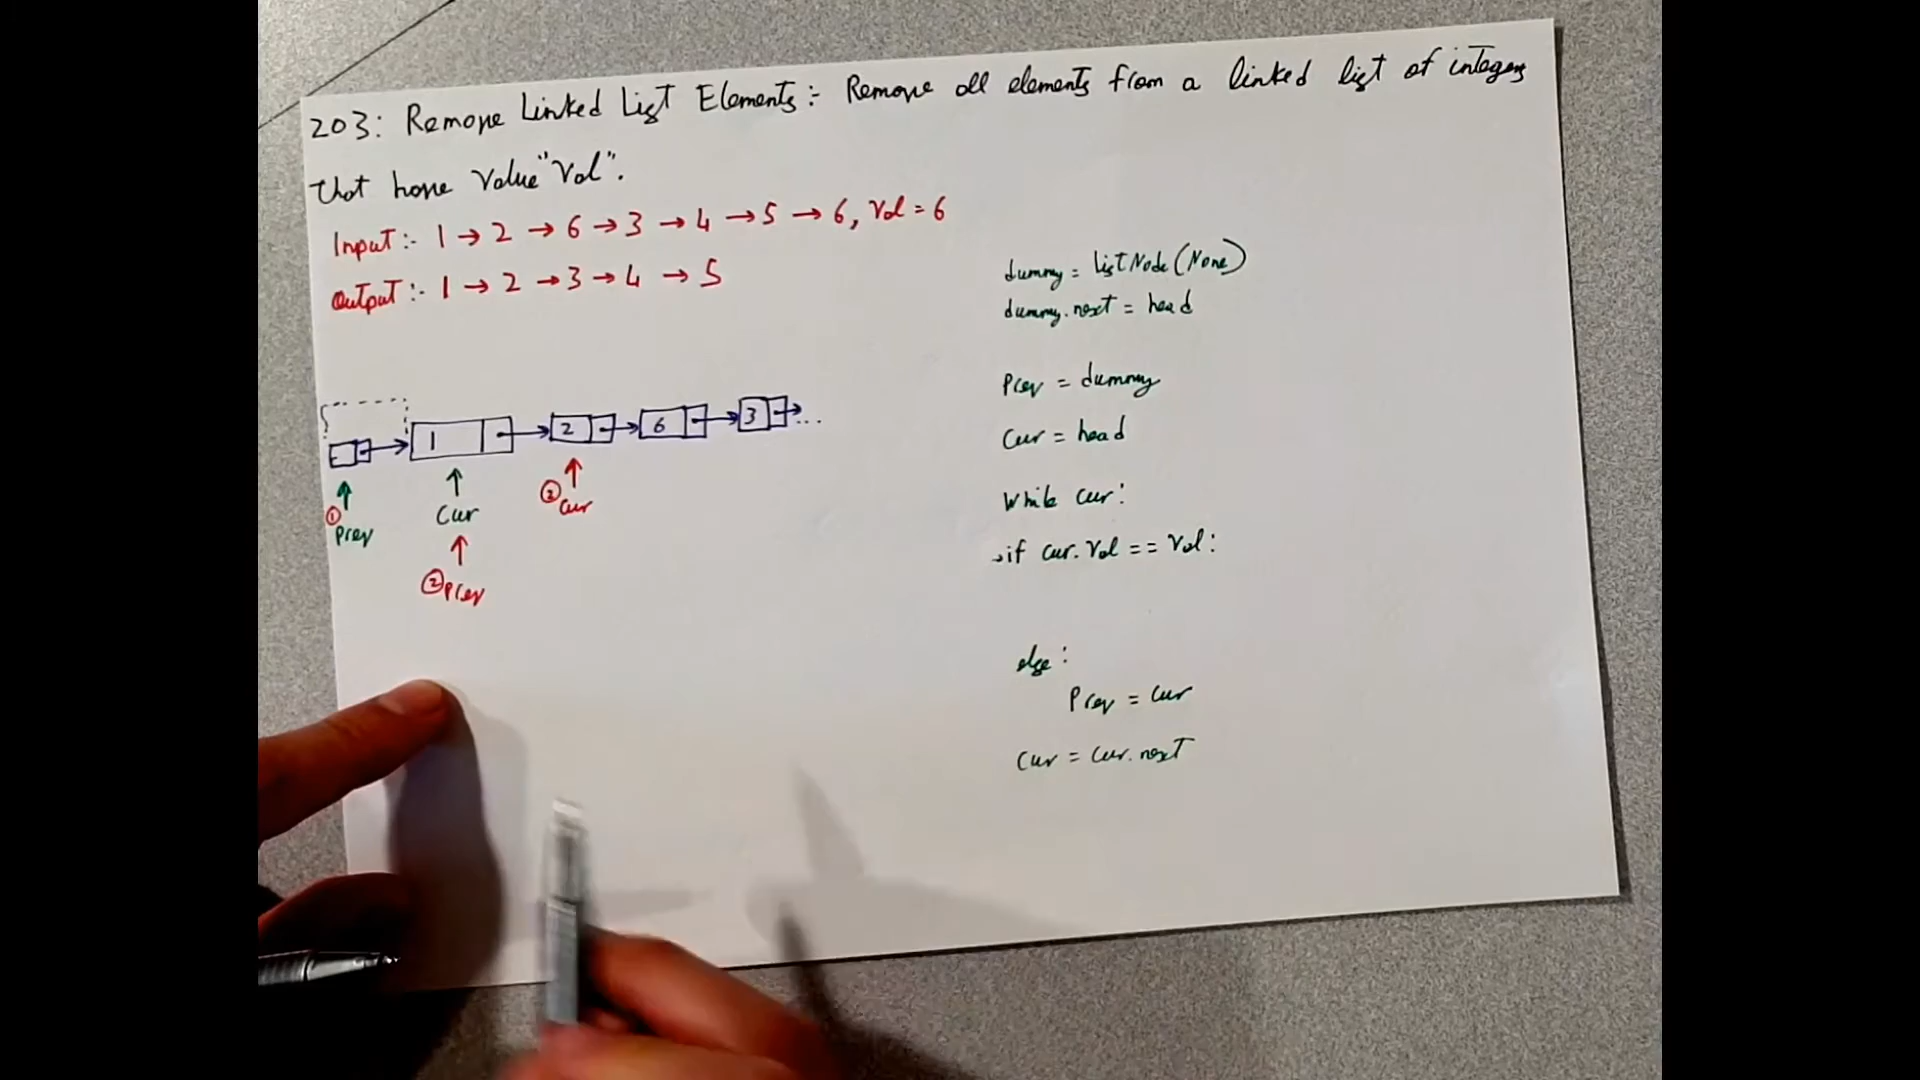 203: Remove Linked List Elements:- Remove all elements from a linked list of integers
that have value "Val".
Input:- 1 → 2 → 6 → 3 → 4 → 5 → 6, Val = 6
Output:- 1 → 2 → 3 → 4 → 5
dummy = listNode(None)
dummy.next = head
Prev = dummy
Cur = head
While cur:
if cur.Val == Val:
else:
Prev = cur
cur = cur.next
1 2 6 3 ...
① Prev
Cur
② Cur
② Prev